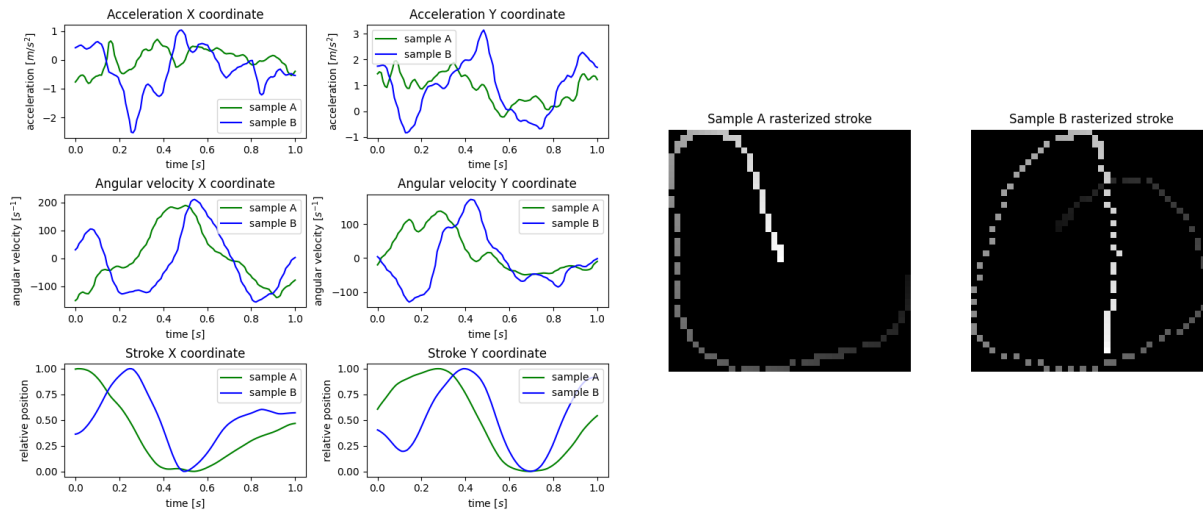 Acceleration X coordinate
acceleration [m/s²]
1
0
−1
−2
sample A
sample B
0.0 0.2 0.4 0.6 0.8 1.0
time [s]
Acceleration Y coordinate
acceleration [m/s²]
3
2
1
0
−1
sample A
sample B
0.0 0.2 0.4 0.6 0.8 1.0
time [s]
Angular velocity X coordinate
angular velocity [s⁻¹]
200
100
0
−100
sample A
sample B
0.0 0.2 0.4 0.6 0.8 1.0
time [s]
Angular velocity Y coordinate
angular velocity [s⁻¹]
100
0
−100
sample A
sample B
0.0 0.2 0.4 0.6 0.8 1.0
time [s]
Stroke X coordinate
relative position
1.00
0.75
0.50
0.25
0.00
sample A
sample B
0.0 0.2 0.4 0.6 0.8 1.0
time [s]
Stroke Y coordinate
relative position
1.00
0.75
0.50
0.25
0.00
sample A
sample B
0.0 0.2 0.4 0.6 0.8 1.0
time [s]
Sample A rasterized stroke
Sample B rasterized stroke